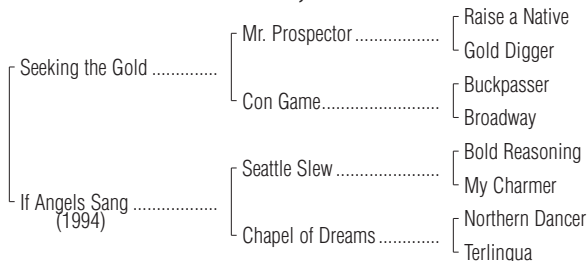 Raise a Native
Mr. Prospector ..................
Gold Digger
Seeking the Gold .............
Buckpasser
Con Game.........................
Broadway
Bold Reasoning
Seattle Slew ......................
My Charmer
If Angels Sang .................
(1994)
Northern Dancer
Chapel of Dreams .............
Terlingua